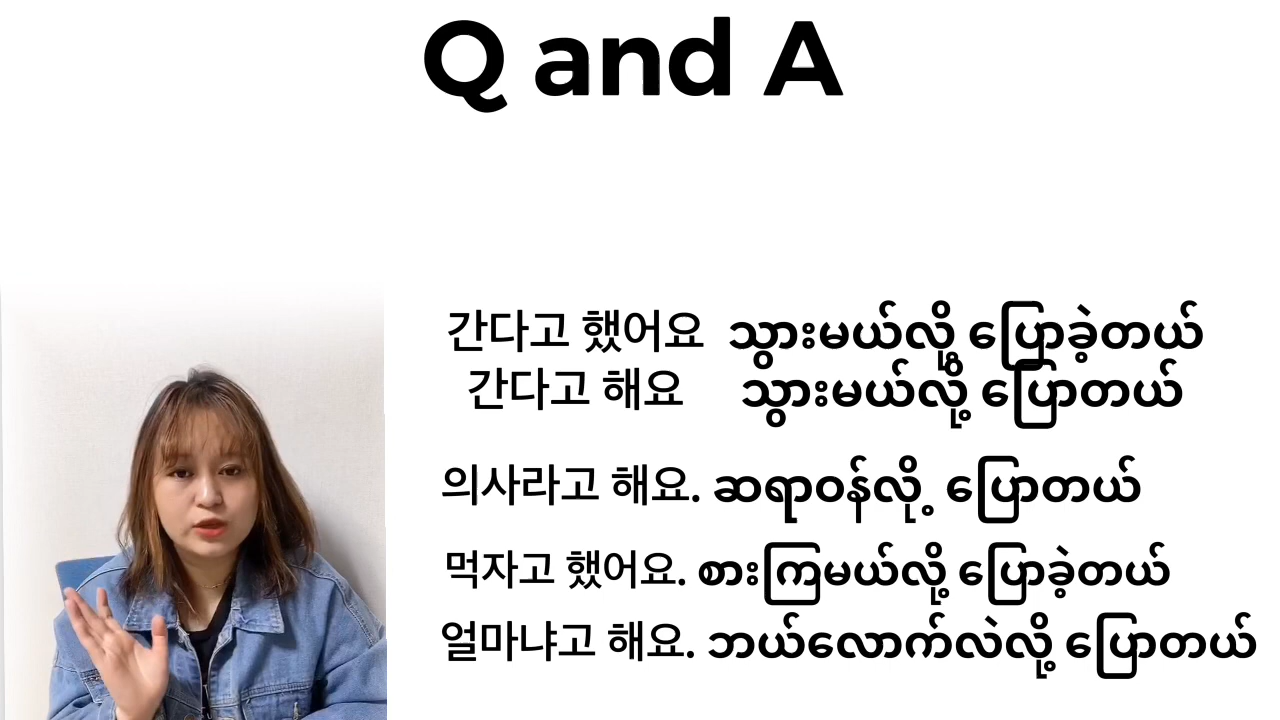 Q and A
간다고 했어요 သွားမယ်လို့ ပြောခဲ့တယ်
간다고 해요 သွားမယ်လို့ ပြောတယ်
의사라고 해요. ဆရာဝန်လို့ ပြောတယ်
먹자고 했어요. စားကြမယ်လို့ ပြောခဲ့တယ်
얼마냐고 해요. ဘယ်လောက်လဲလို့ ပြောတယ်